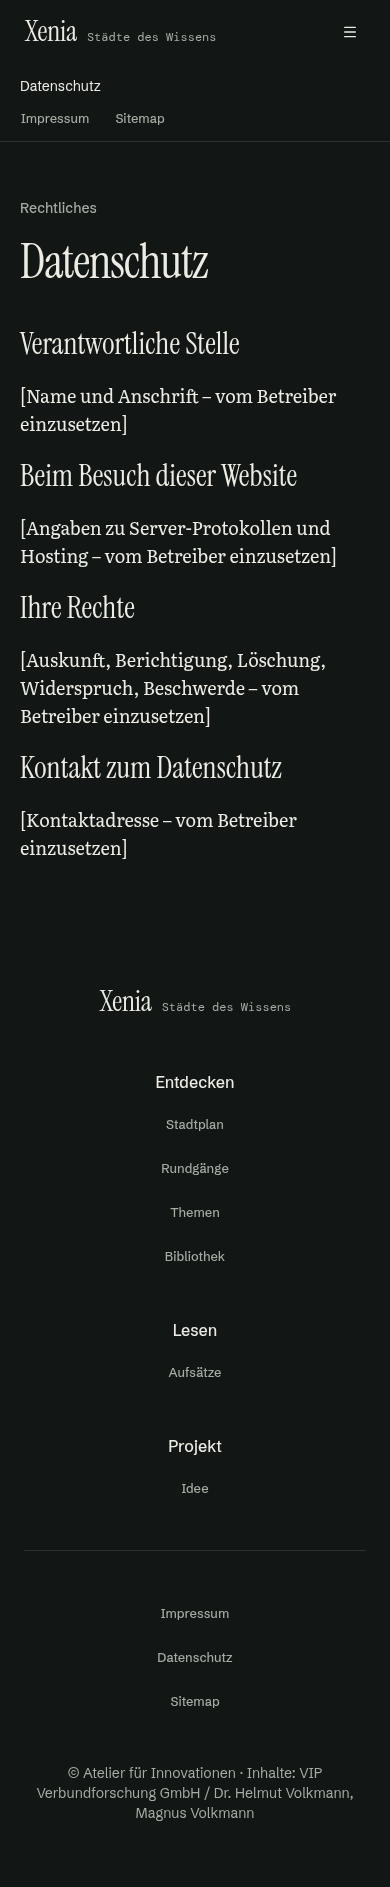 Xenia Städte des Wissens ☰
Datenschutz
Impressum Sitemap
Rechtliches
Datenschutz
Verantwortliche Stelle
[Name und Anschrift – vom Betreiber
einzusetzen]
Beim Besuch dieser Website
[Angaben zu Server-Protokollen und
Hosting – vom Betreiber einzusetzen]
Ihre Rechte
[Auskunft, Berichtigung, Löschung,
Widerspruch, Beschwerde – vom
Betreiber einzusetzen]
Kontakt zum Datenschutz
[Kontaktadresse – vom Betreiber
einzusetzen]
Xenia Städte des Wissens
Entdecken
Stadtplan
Rundgänge
Themen
Bibliothek
Lesen
Aufsätze
Projekt
Idee
Impressum
Datenschutz
Sitemap
© Atelier für Innovationen · Inhalte: VIP
Verbundforschung GmbH / Dr. Helmut Volkmann,
Magnus Volkmann